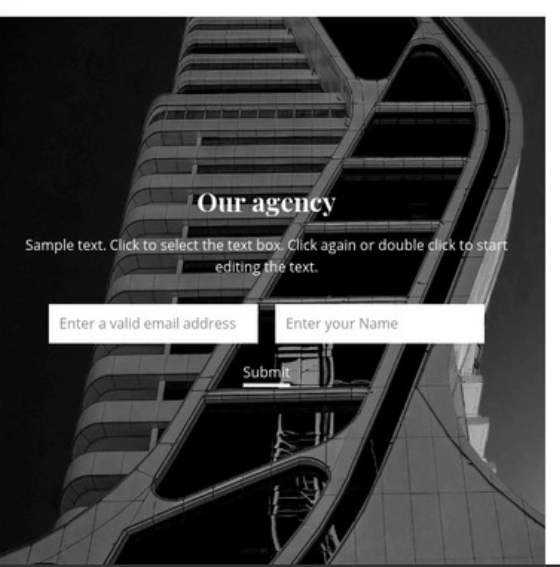 Our agency
Sample text. Click to select the text box. Click again or double click to start
editing the text.
Enter a valid email address
Enter your Name
Submit